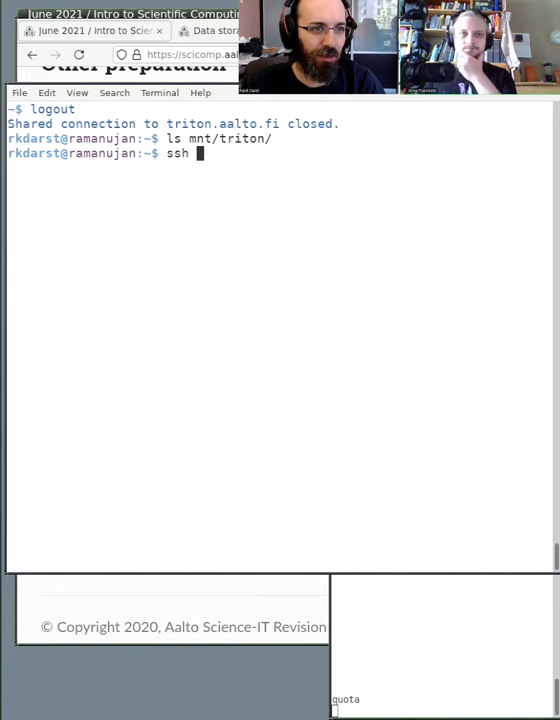 June 2021 / Intro to Scientific Computin
June 2021 / Intro to Scien
Data stora
https://scicomp.aal
Other preparation
File Edit View Search Terminal Help
~$ logout
Shared connection to triton.aalto.fi closed.
rkdarst@ramanujan:~$ ls mnt/triton/
rkdarst@ramanujan:~$ ssh
© Copyright 2020, Aalto Science-IT Revision
quota